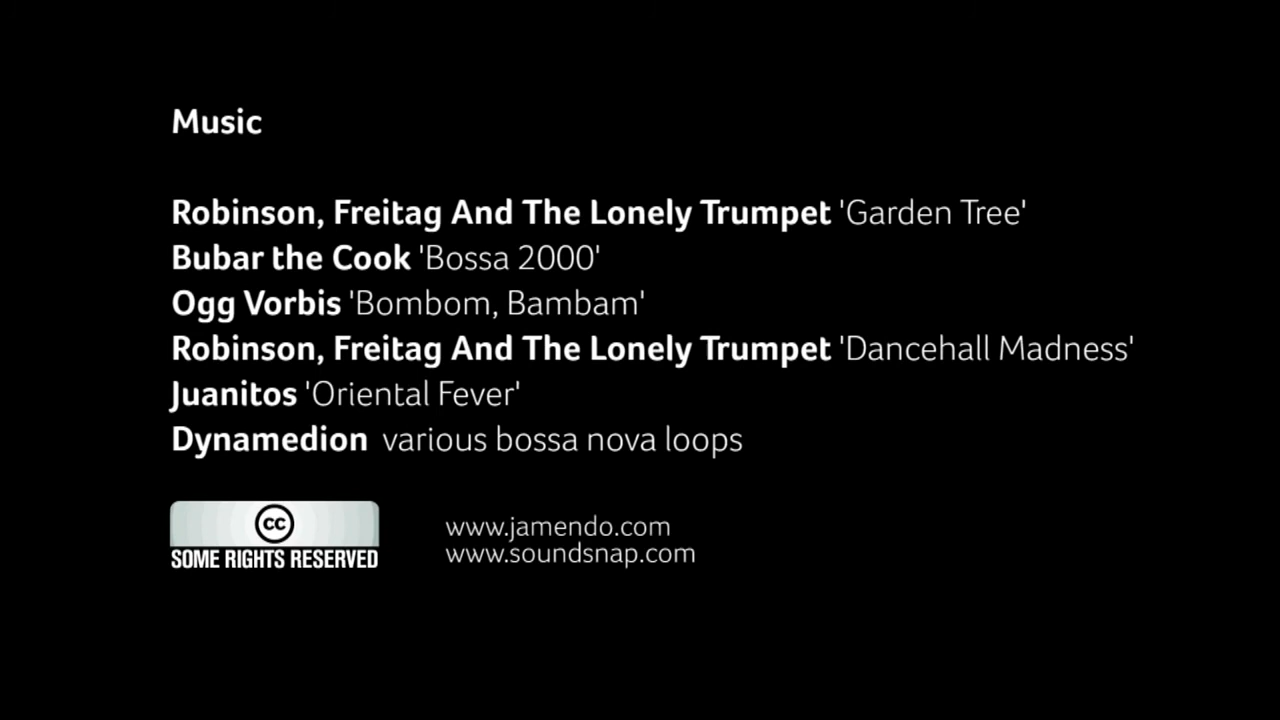 Music
Robinson, Freitag And The Lonely Trumpet 'Garden Tree'
Bubar the Cook 'Bossa 2000'
Ogg Vorbis 'Bombom, Bambam'
Robinson, Freitag And The Lonely Trumpet 'Dancehall Madness'
Juanitos 'Oriental Fever'
Dynamedion  various bossa nova loops
cc
SOME RIGHTS RESERVED
www.jamendo.com
www.soundsnap.com